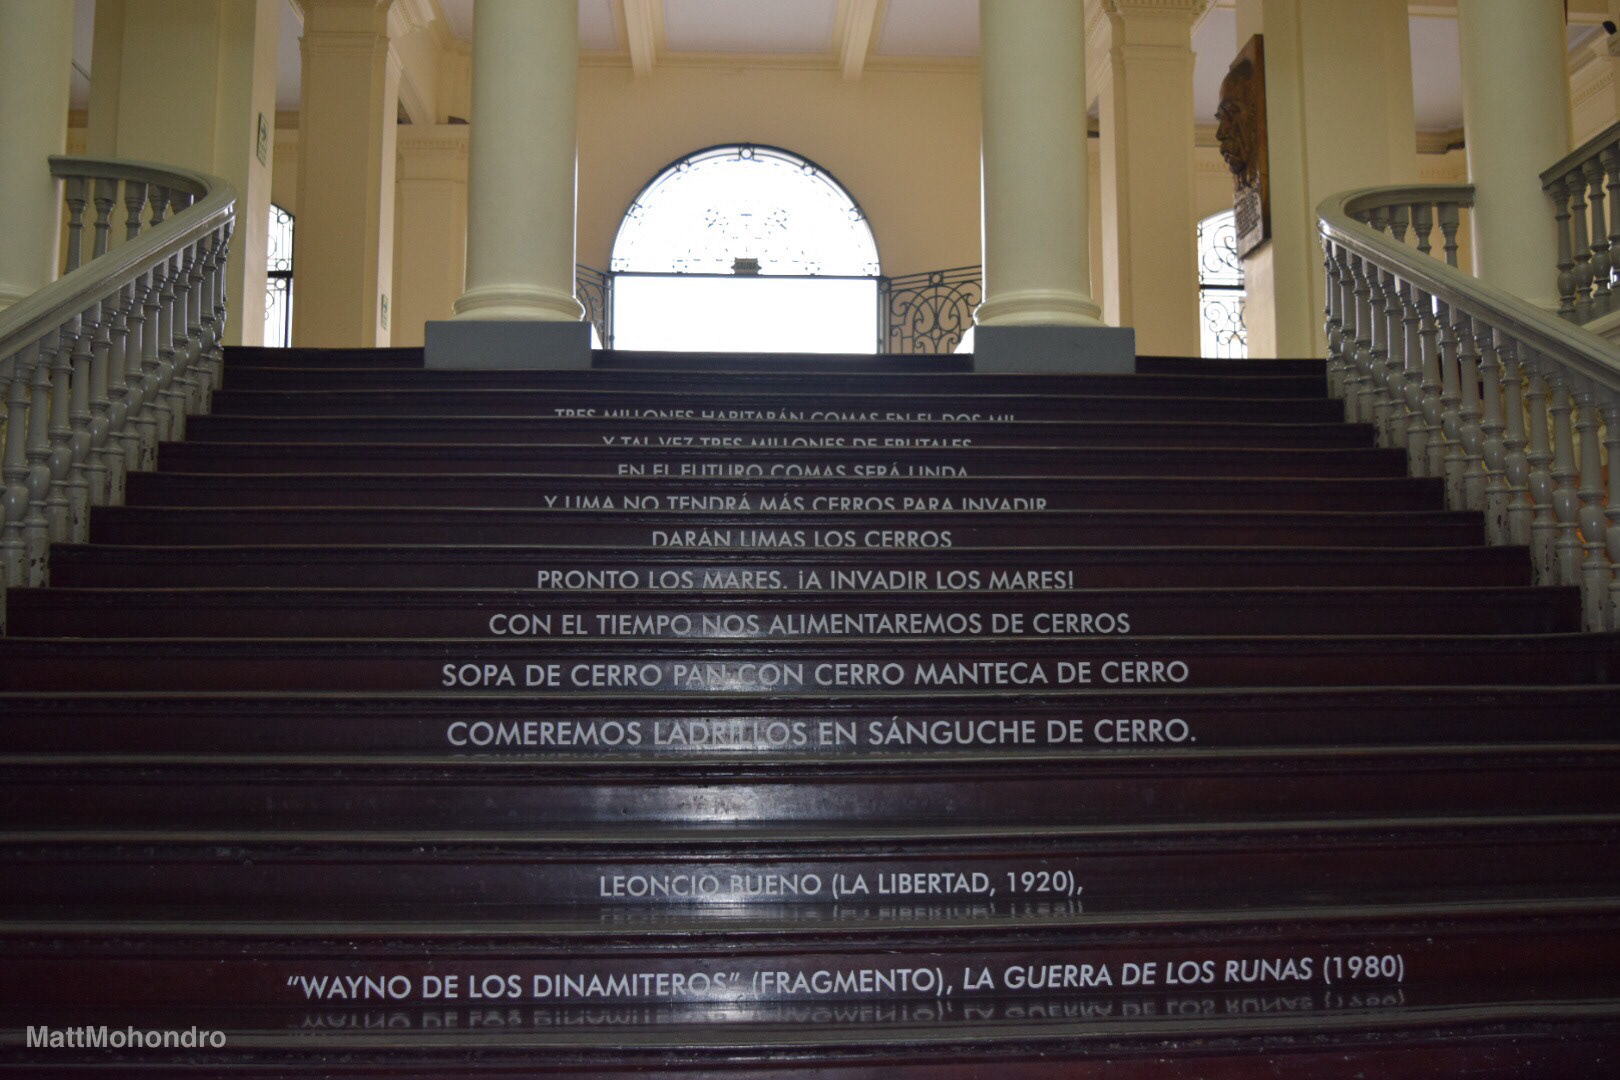 TRES MILLONES HABITARÁN COMAS EN EL DOS MIL
Y TAL VEZ TRES MILLONES DE FRUTALES
EN EL FUTURO COMAS SERÁ LINDA
Y LIMA NO TENDRÁ MÁS CERROS PARA INVADIR
DARÁN LIMAS LOS CERROS
PRONTO LOS MARES. ¡A INVADIR LOS MARES!
CON EL TIEMPO NOS ALIMENTAREMOS DE CERROS
SOPA DE CERRO PAN CON CERRO MANTECA DE CERRO
COMEREMOS LADRILLOS EN SÁNGUCHE DE CERRO.
LEONCIO BUENO (LA LIBERTAD, 1920),
“WAYNO DE LOS DINAMITEROS” (FRAGMENTO), LA GUERRA DE LOS RUNAS (1980)
MattMohondro